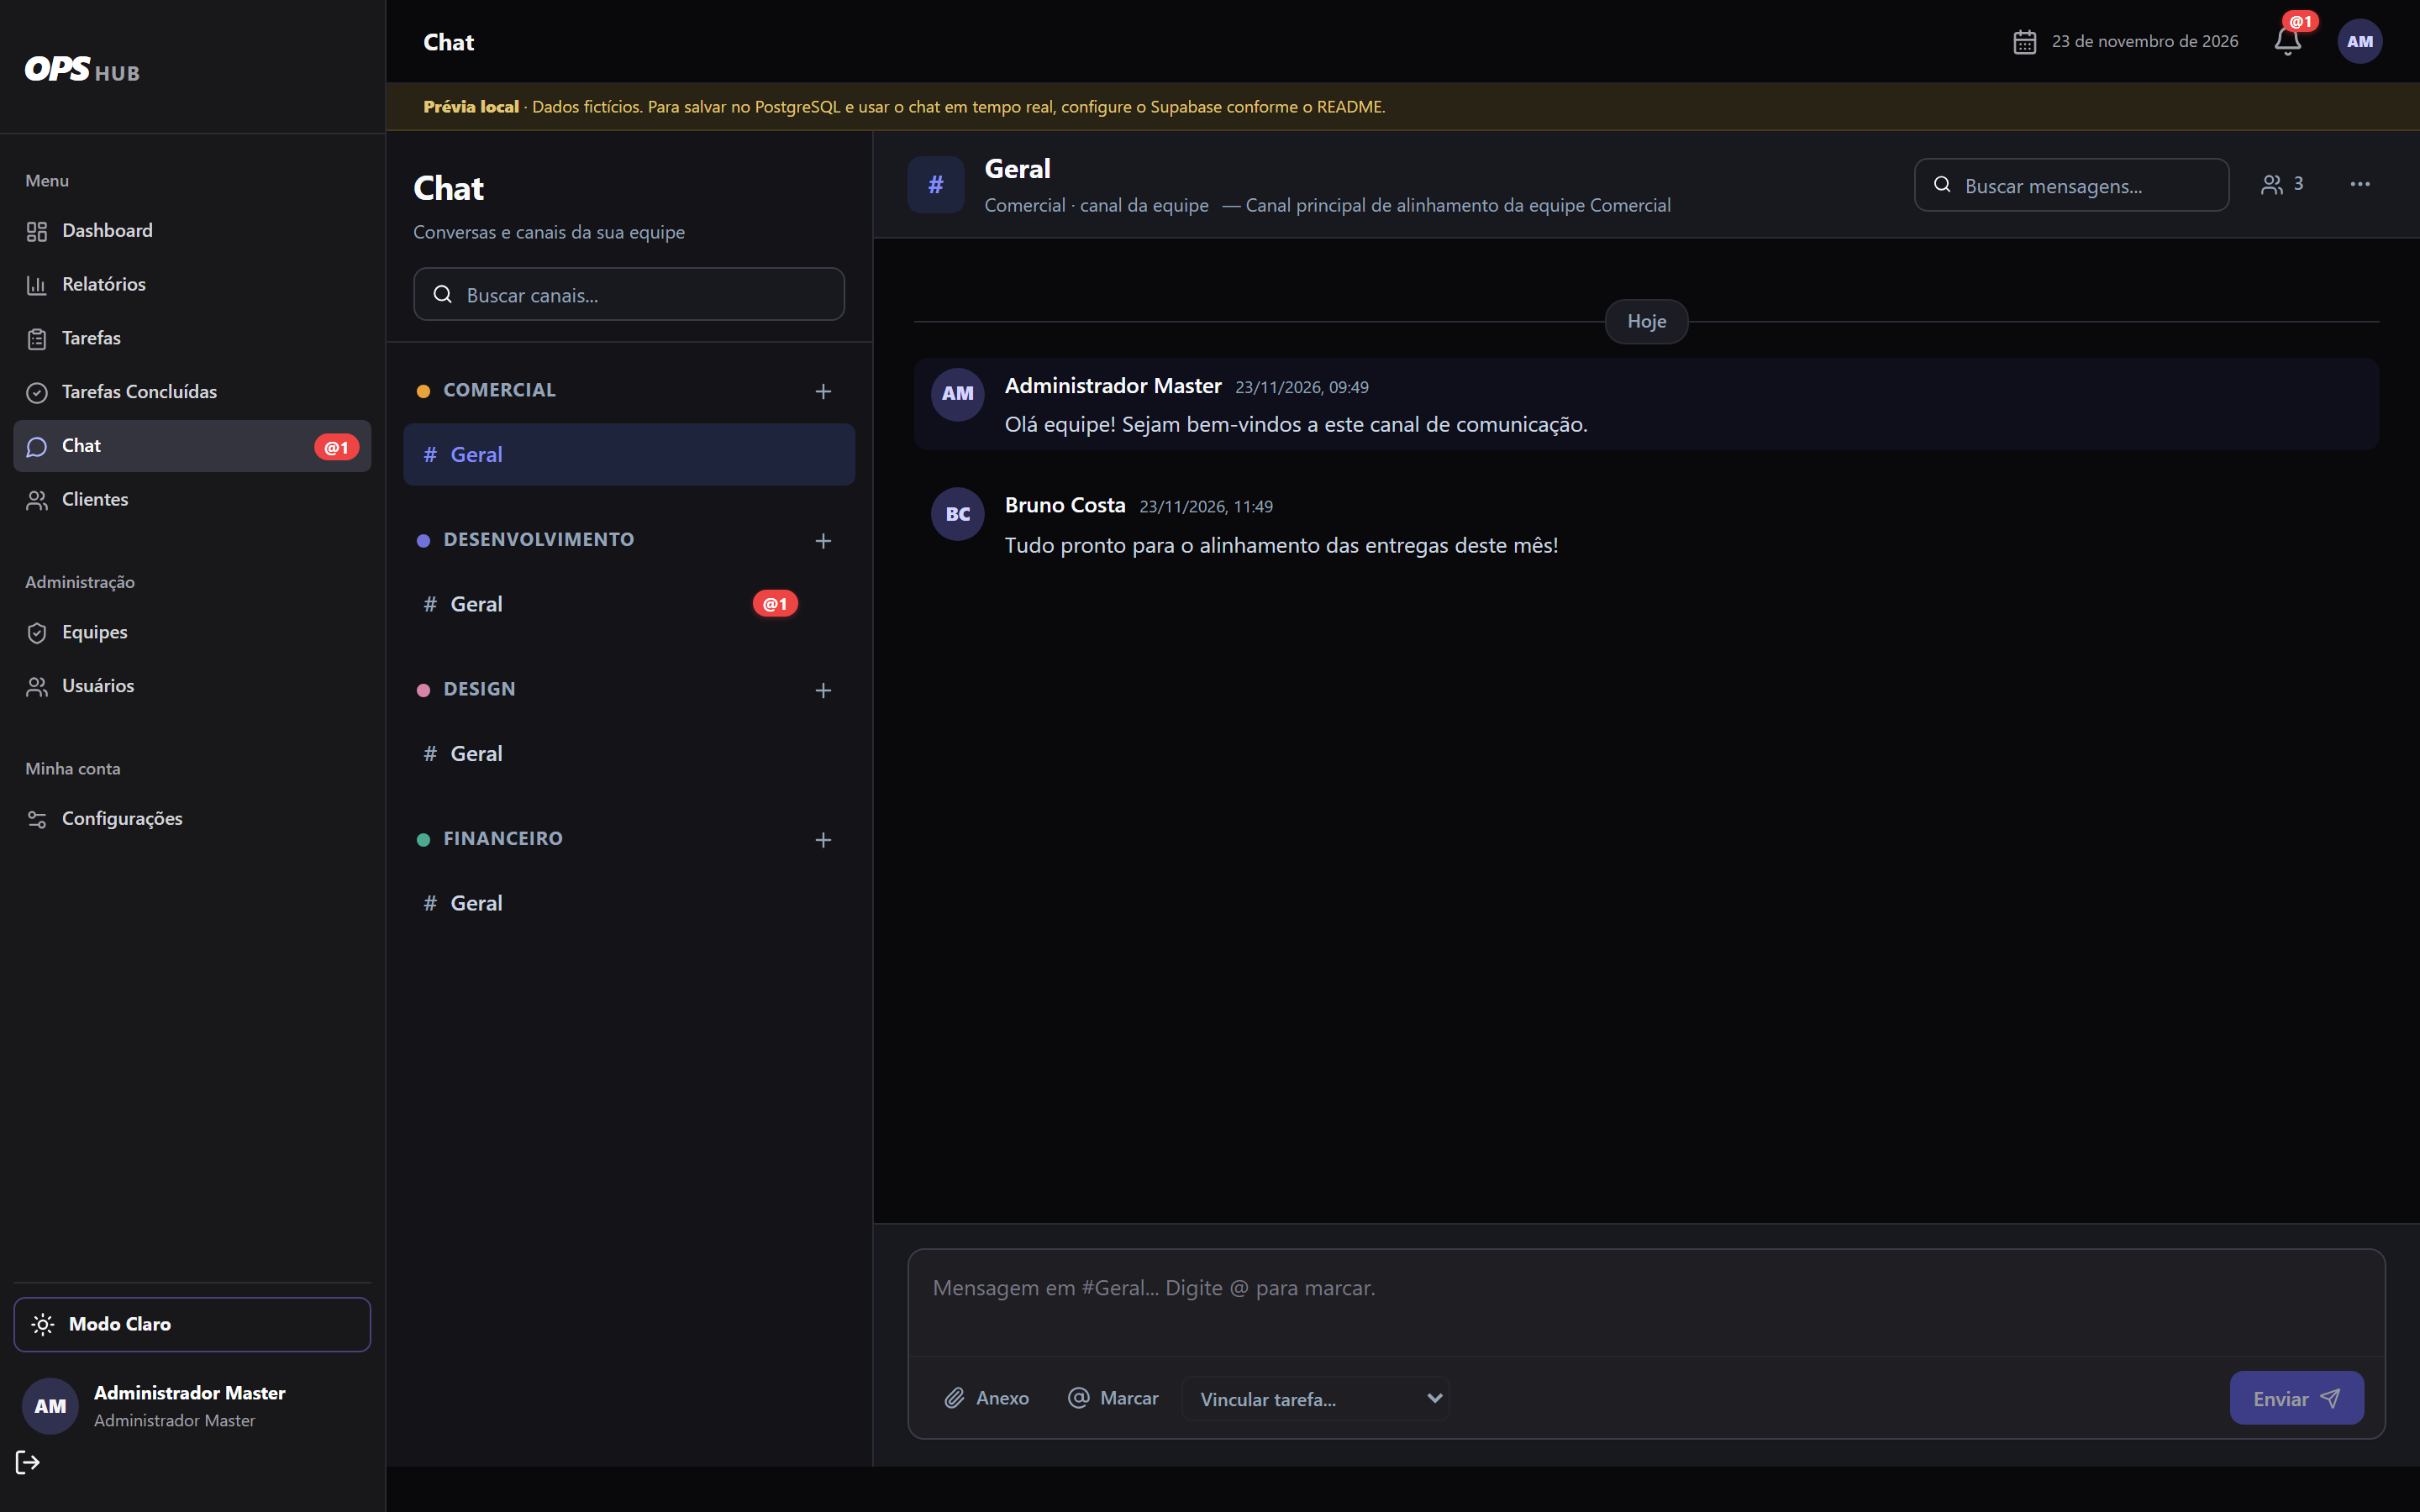 OPS HUB
Menu
Dashboard
Relatórios
Tarefas
Tarefas Concluídas
Chat @1
Clientes
Administração
Equipes
Usuários
Minha conta
Configurações
Modo Claro
AM Administrador Master
Administrador Master
Chat
23 de novembro de 2026 @1 AM
Prévia local · Dados fictícios. Para salvar no PostgreSQL e usar o chat em tempo real, configure o Supabase conforme o README.
Chat
Conversas e canais da sua equipe
Buscar canais...
COMERCIAL +
# Geral
DESENVOLVIMENTO +
# Geral @1
DESIGN +
# Geral
FINANCEIRO +
# Geral
# Geral
Comercial · canal da equipe — Canal principal de alinhamento da equipe Comercial
Buscar mensagens... 3 ...
Hoje
AM Administrador Master 23/11/2026, 09:49
Olá equipe! Sejam bem-vindos a este canal de comunicação.
BC Bruno Costa 23/11/2026, 11:49
Tudo pronto para o alinhamento das entregas deste mês!
Mensagem em #Geral... Digite @ para marcar.
Anexo @ Marcar Vincular tarefa... Enviar